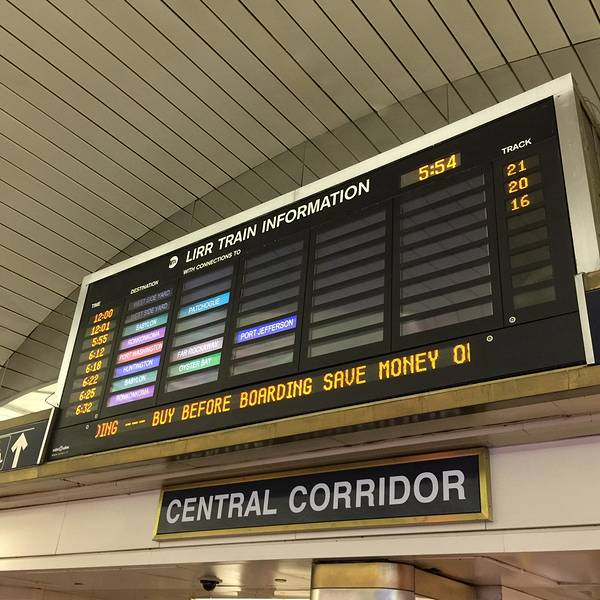 5:54
LIRR TRAIN INFORMATION
TIME DESTINATION WITH CONNECTIONS TO TRACK
12:00 WEST SIDE YARD 21
12:01 WEST SIDE YARD 20
5:55 BABYLON PATCHOGUE 16
6:12 RONKONKOMA
6:18 PORT WASHINGTON
6:22 HUNTINGTON FAR ROCKAWAY PORT JEFFERSON
6:25 BABYLON OYSTER BAY
6:32 RONKONKOMA
ING --- BUY BEFORE BOARDING SAVE MONEY
CENTRAL CORRIDOR